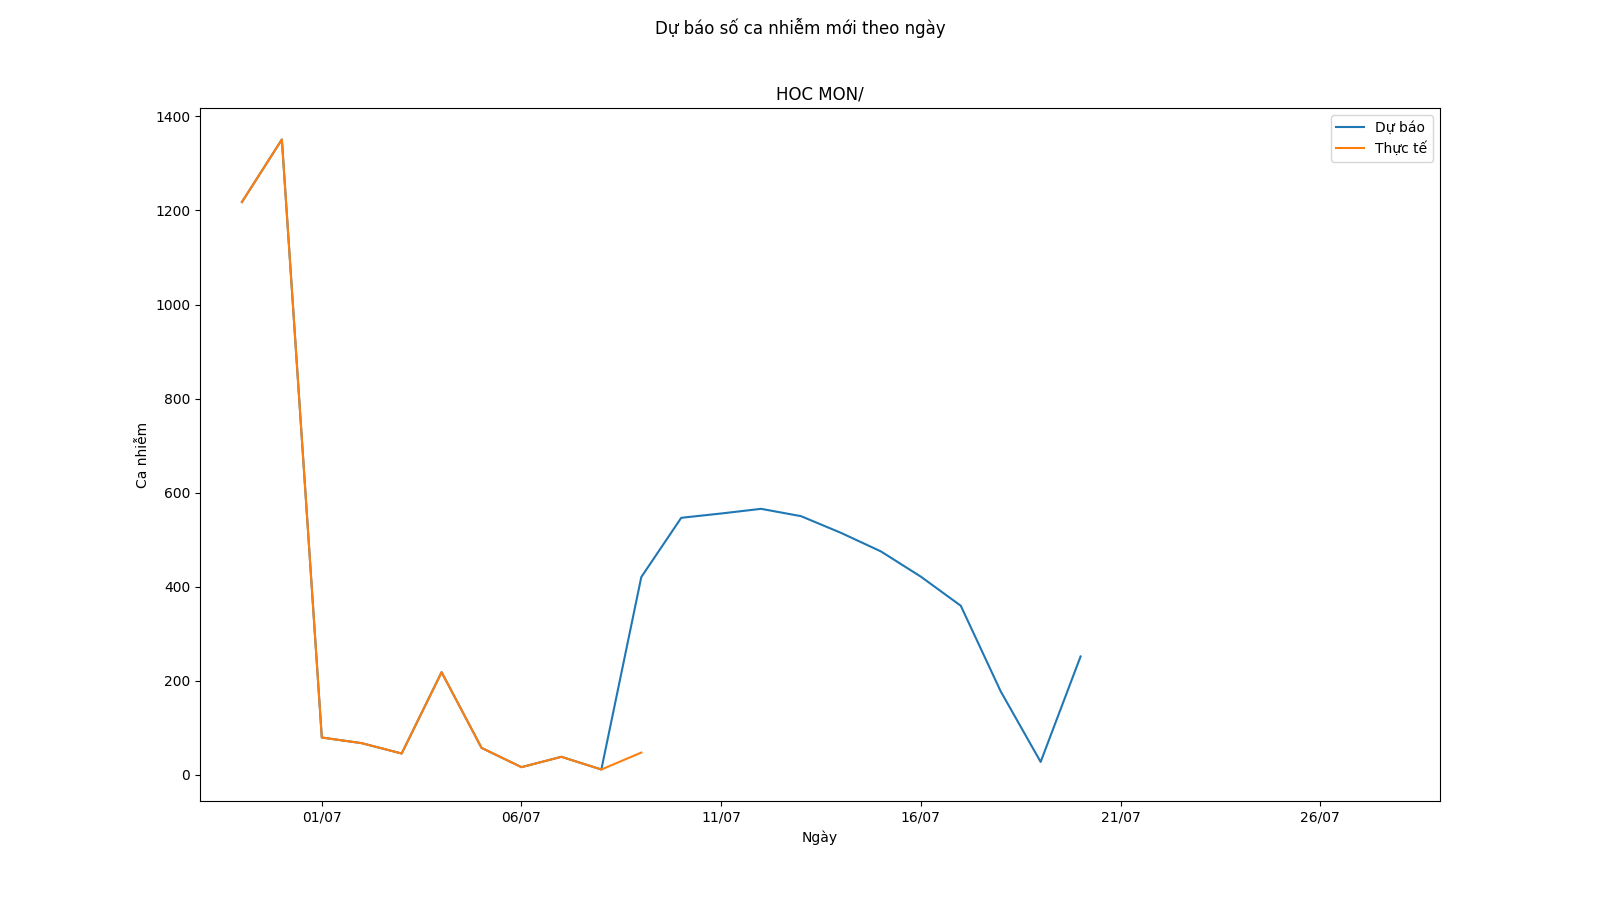 Dự báo số ca nhiễm mới theo ngày
HOC MON/
Dự báo
Thực tế
1400
1200
1000
800
600
400
200
0
Ca nhiễm
01/07
06/07
11/07
16/07
21/07
26/07
Ngày